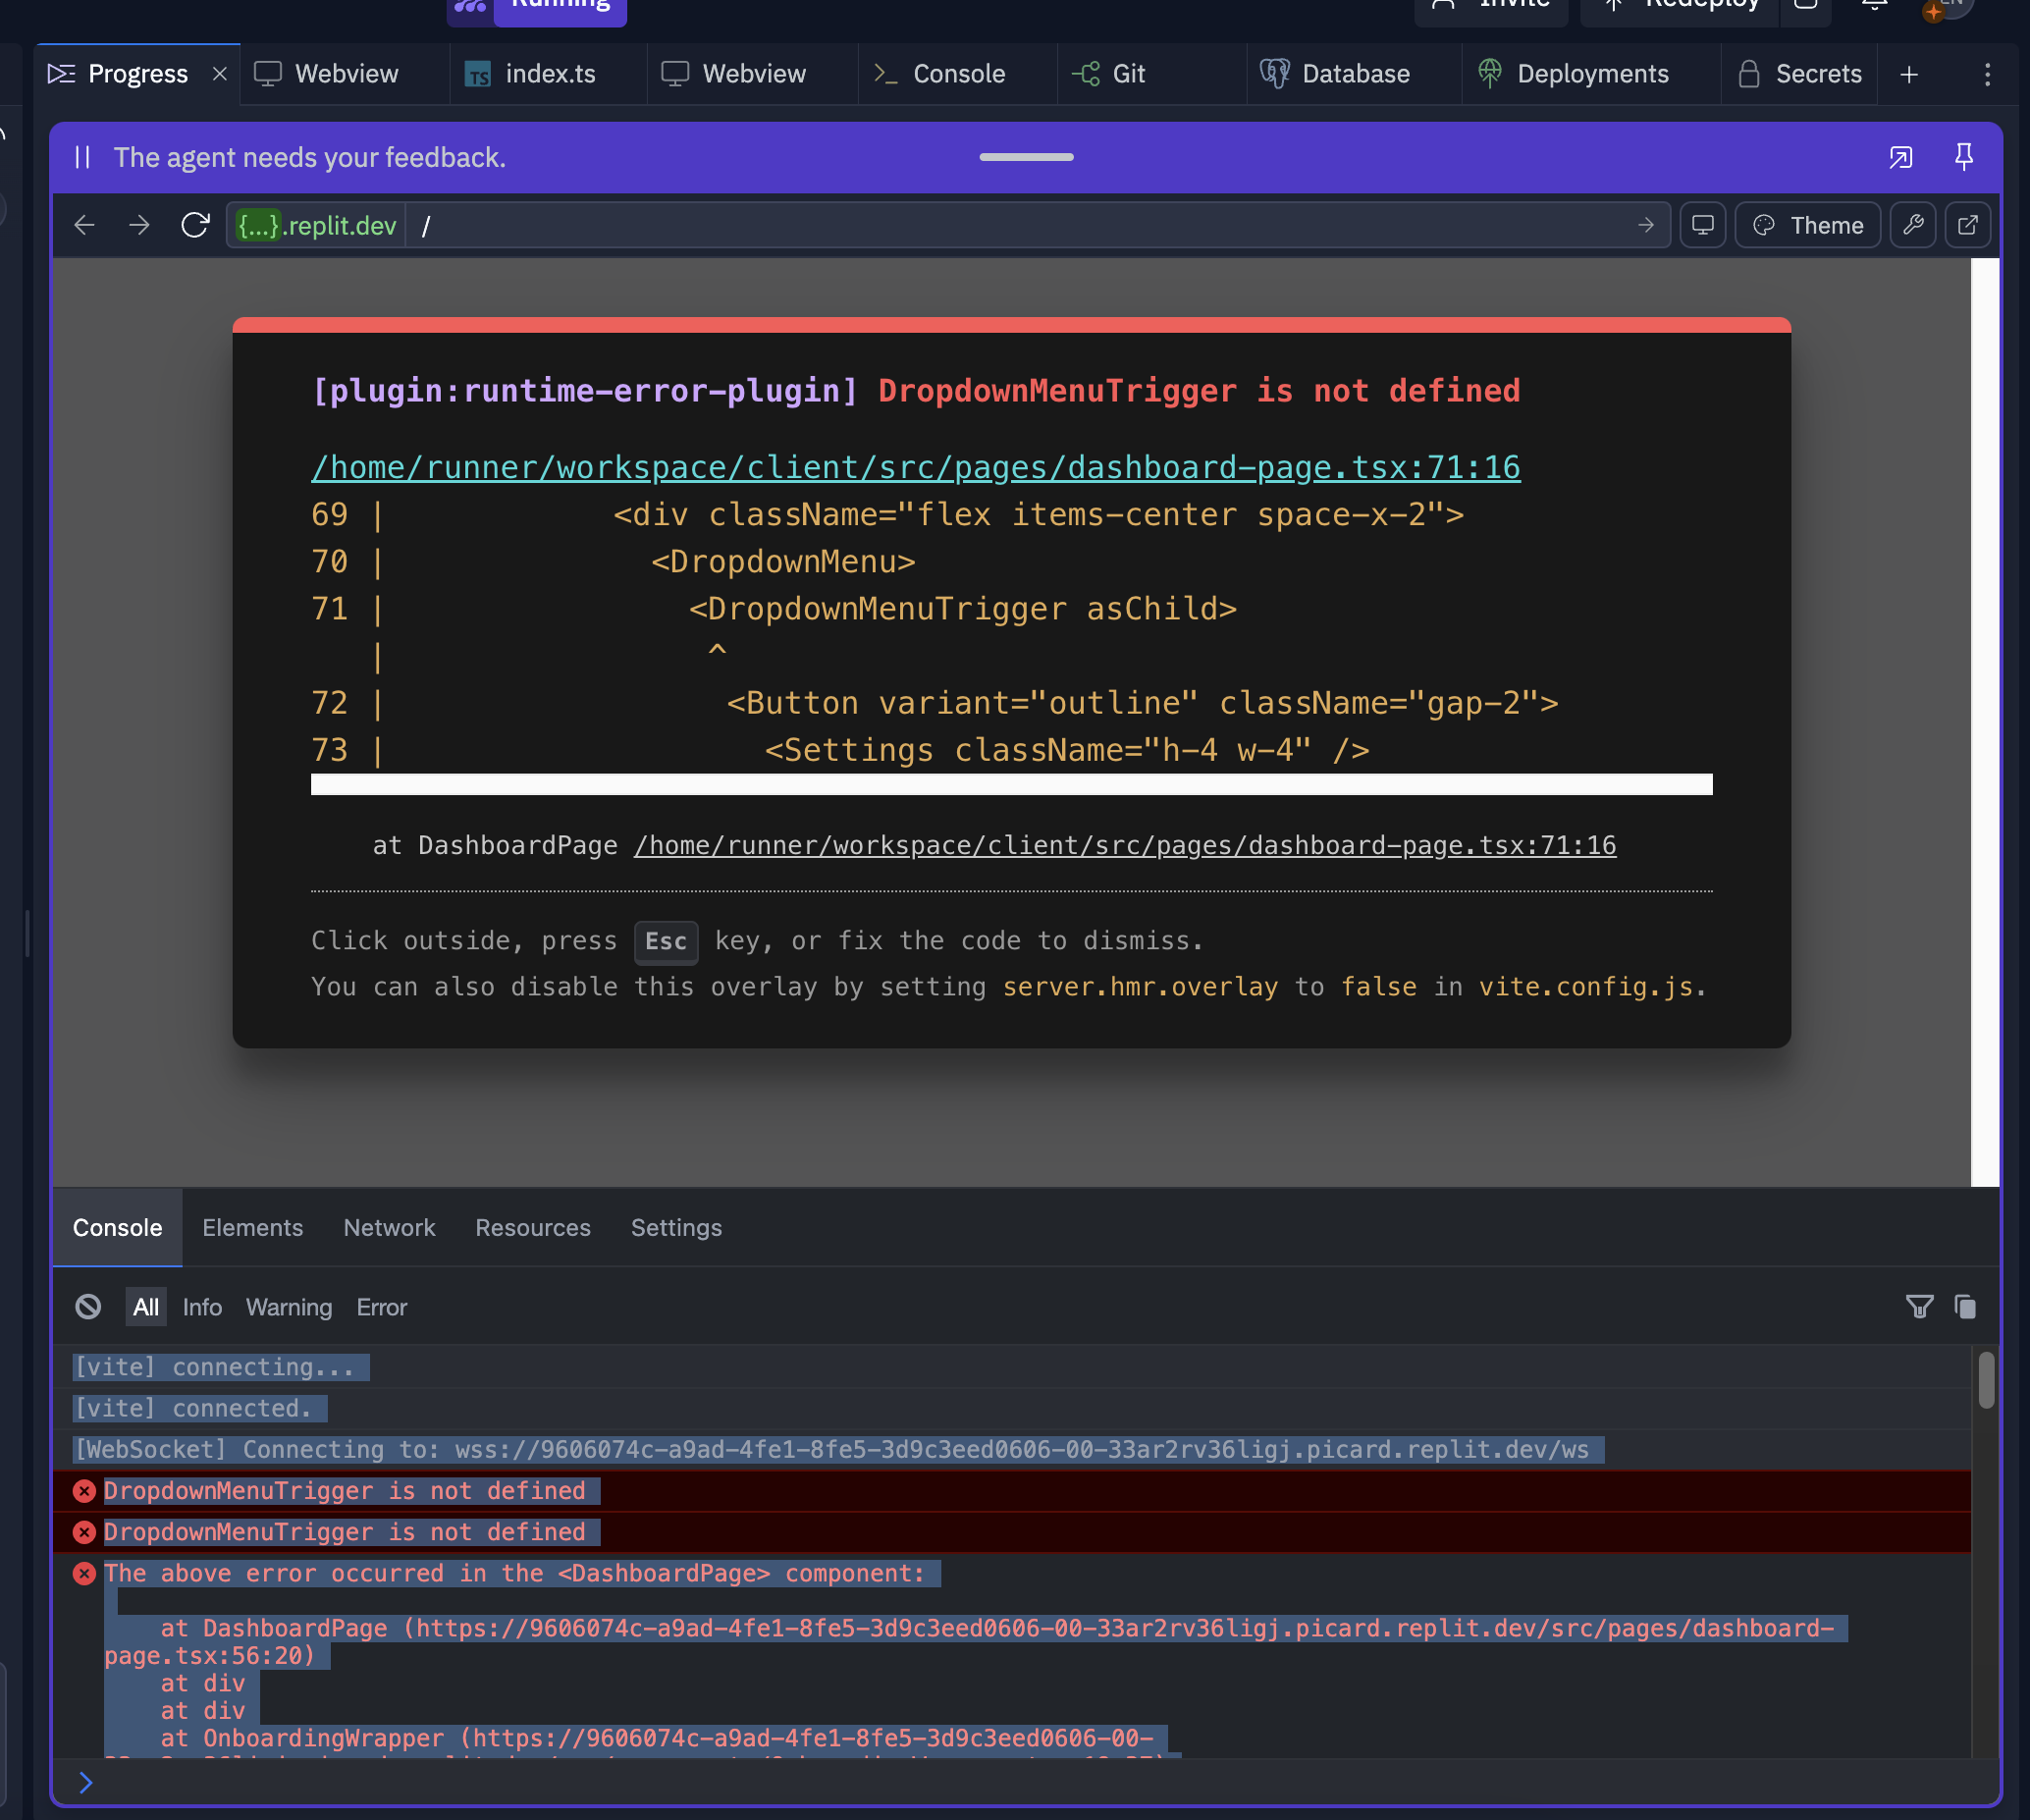 Running
Invite
Redeploy
Progress
Webview
TS index.ts
Webview
Console
Git
Database
Deployments
Secrets
The agent needs your feedback.
{...}.replit.dev /
Theme
[plugin:runtime-error-plugin] DropdownMenuTrigger is not defined
/home/runner/workspace/client/src/pages/dashboard-page.tsx:71:16
69 | <div className="flex items-center space-x-2">
70 | <DropdownMenu>
71 | <DropdownMenuTrigger asChild>
| ^
72 | <Button variant="outline" className="gap-2">
73 | <Settings className="h-4 w-4" />
at DashboardPage /home/runner/workspace/client/src/pages/dashboard-page.tsx:71:16
Click outside, press Esc key, or fix the code to dismiss.
You can also disable this overlay by setting server.hmr.overlay to false in vite.config.js.
Console Elements Network Resources Settings
All Info Warning Error
[vite] connecting...
[vite] connected.
[WebSocket] Connecting to: wss://9606074c-a9ad-4fe1-8fe5-3d9c3eed0606-00-33ar2rv36ligj.picard.replit.dev/ws
DropdownMenuTrigger is not defined
DropdownMenuTrigger is not defined
The above error occurred in the <DashboardPage> component:
at DashboardPage (https://9606074c-a9ad-4fe1-8fe5-3d9c3eed0606-00-33ar2rv36ligj.picard.replit.dev/src/pages/dashboard-
page.tsx:56:20)
at div
at div
at OnboardingWrapper (https://9606074c-a9ad-4fe1-8fe5-3d9c3eed0606-00-